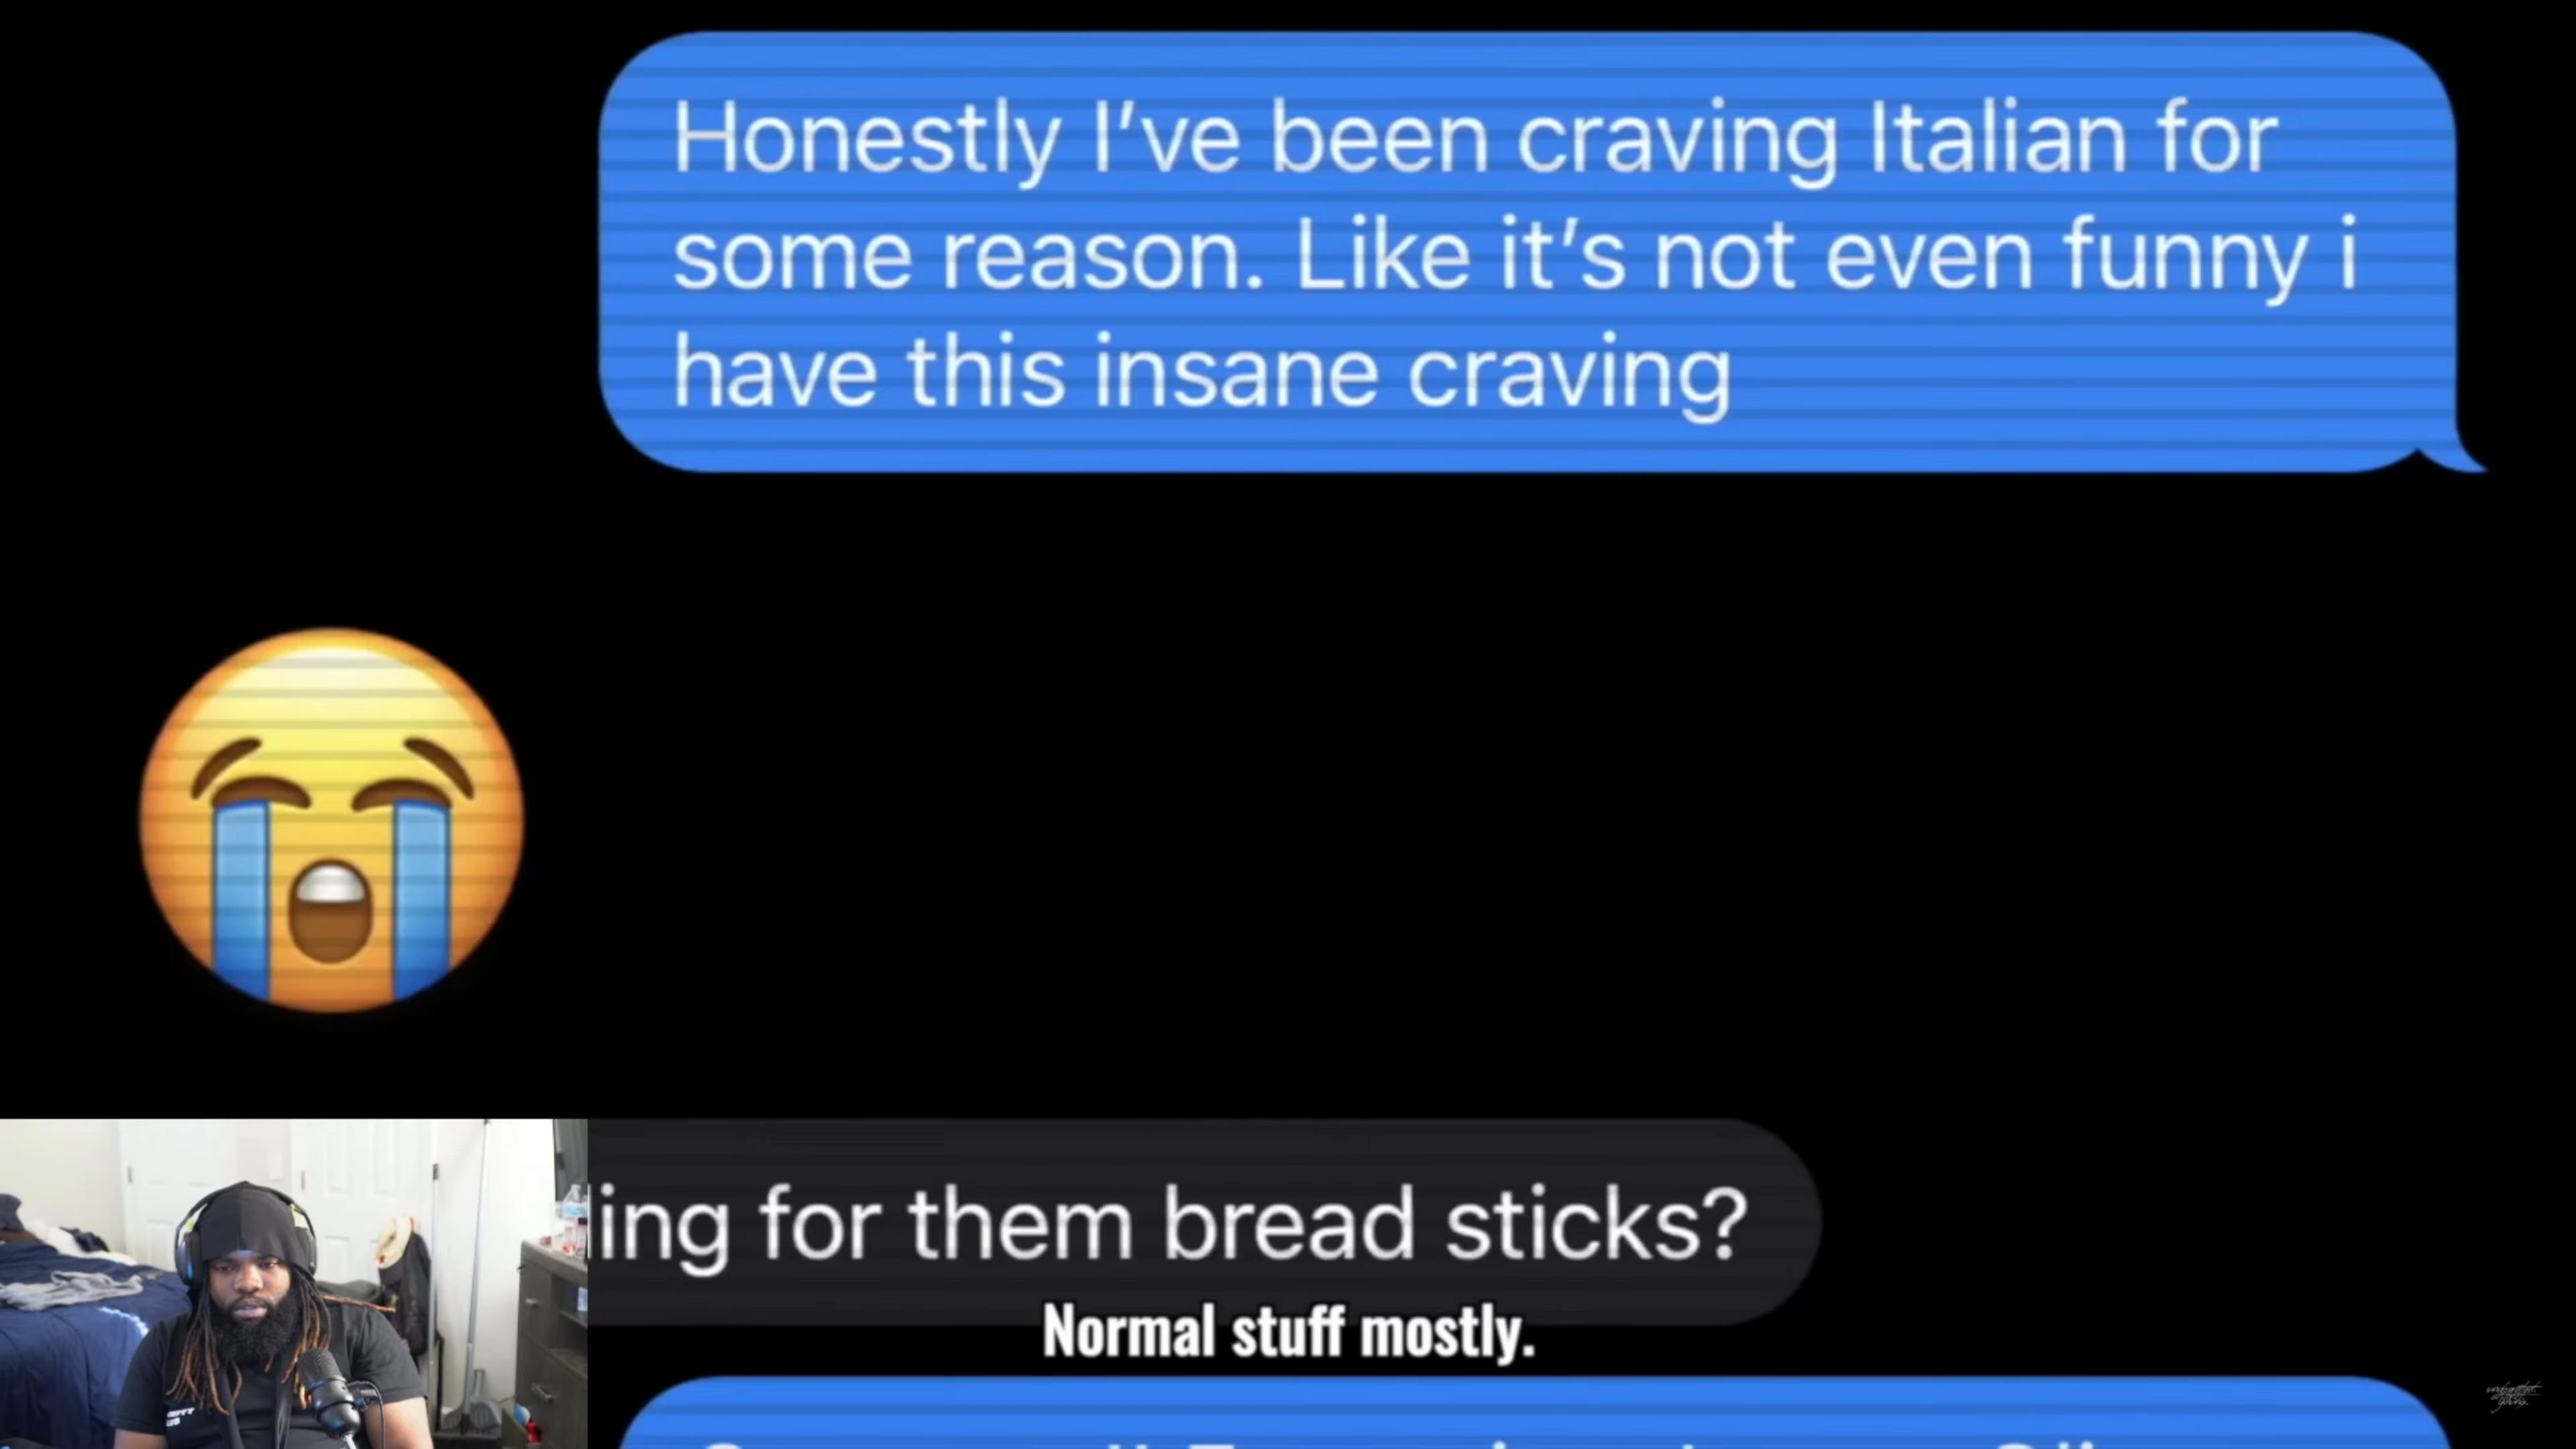 Honestly I’ve been craving Italian for
some reason. Like it’s not even funny i
have this insane craving
for them bread sticks?
Normal stuff mostly.